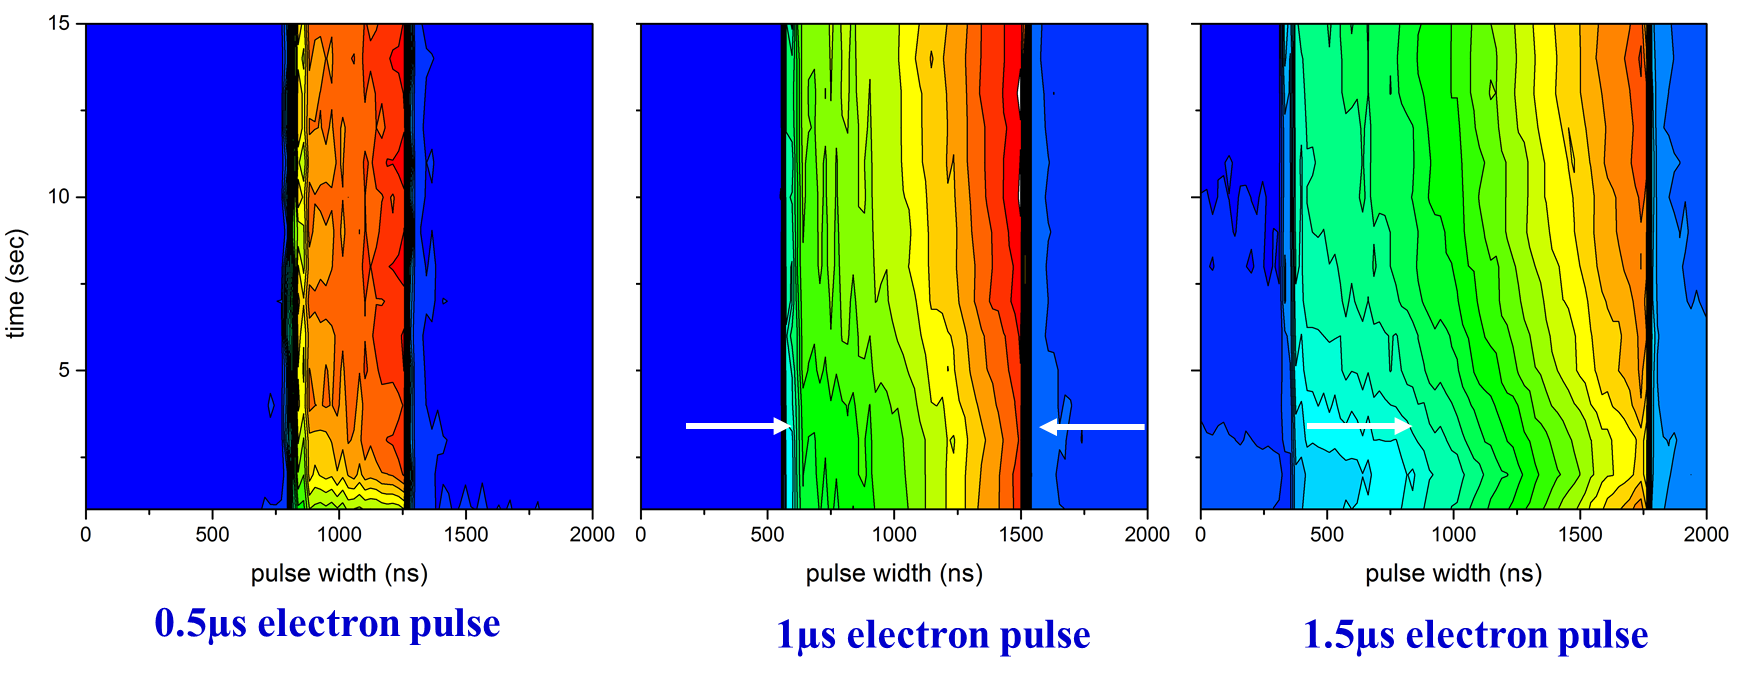 15
10
5
time (sec)
0 500 1000 1500 2000
0 500 1000 1500 2000
0 500 1000 1500 2000
pulse width (ns)
pulse width (ns)
pulse width (ns)
0.5μs electron pulse
1μs electron pulse
1.5μs electron pulse